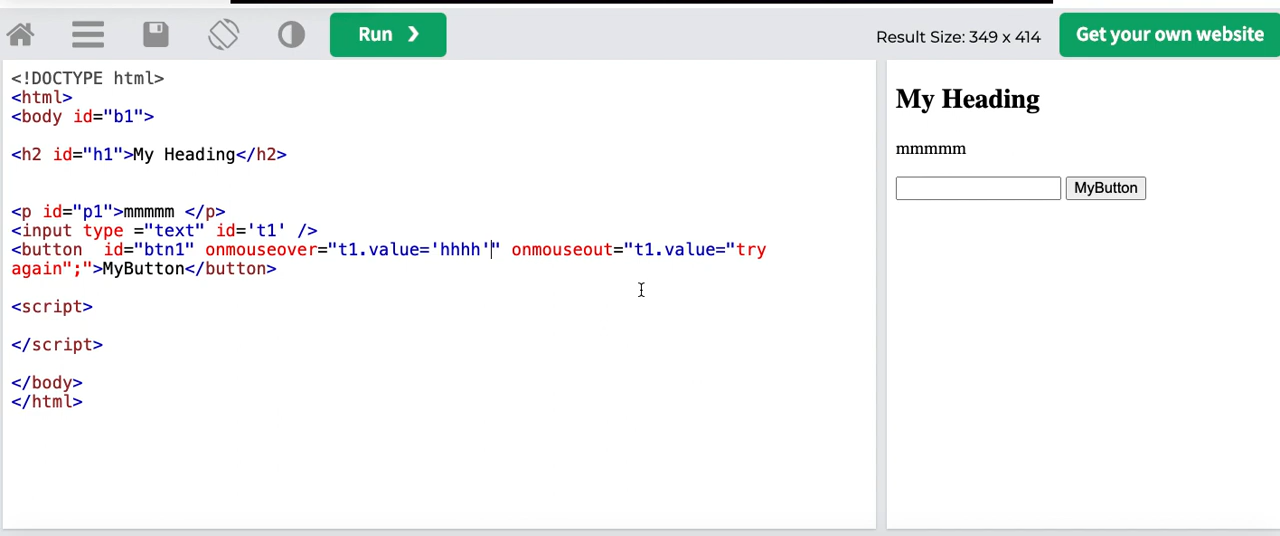 Run ❯
Result Size: 349 x 414
Get your own website
<!DOCTYPE html>
<html>
<body id="b1">
<h2 id="h1">My Heading</h2>
<p id="p1">mmmmm </p>
<input type ="text" id='t1' />
<button  id="btn1" onmouseover="t1.value='hhhh'" onmouseout="t1.value="try
again";">MyButton</button>
<script>
</script>
</body>
</html>
My Heading
mmmmm
MyButton